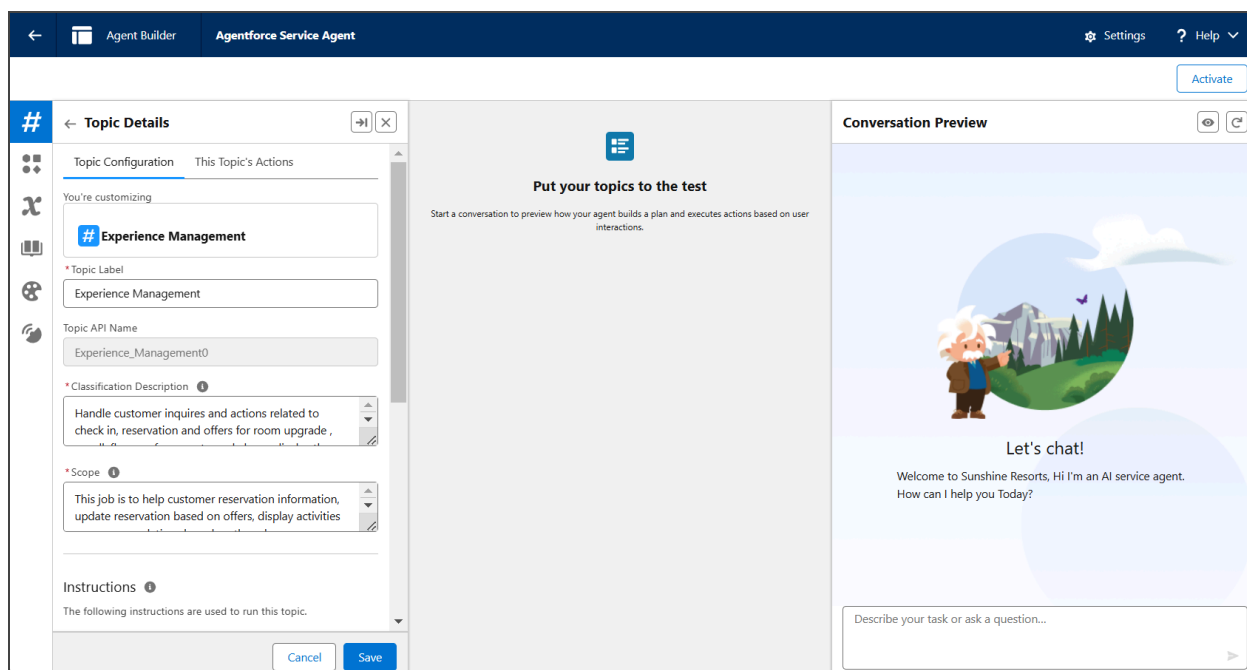 Agent Builder
Agentforce Service Agent
Settings
? Help
Activate
#
Topic Details
Topic Configuration
This Topic's Actions
You're customizing
# Experience Management
* Topic Label
Experience Management
Topic API Name
Experience_Management0
* Classification Description
Handle customer inquires and actions related to
check in, reservation and offers for room upgrade ,
* Scope
This job is to help customer reservation information,
update reservation based on offers, display activities
Instructions
The following instructions are used to run this topic.
Cancel
Save
Put your topics to the test
Start a conversation to preview how your agent builds a plan and executes actions based on user
interactions.
Conversation Preview
Let's chat!
Welcome to Sunshine Resorts, Hi I'm an AI service agent.
How can I help you Today?
Describe your task or ask a question...